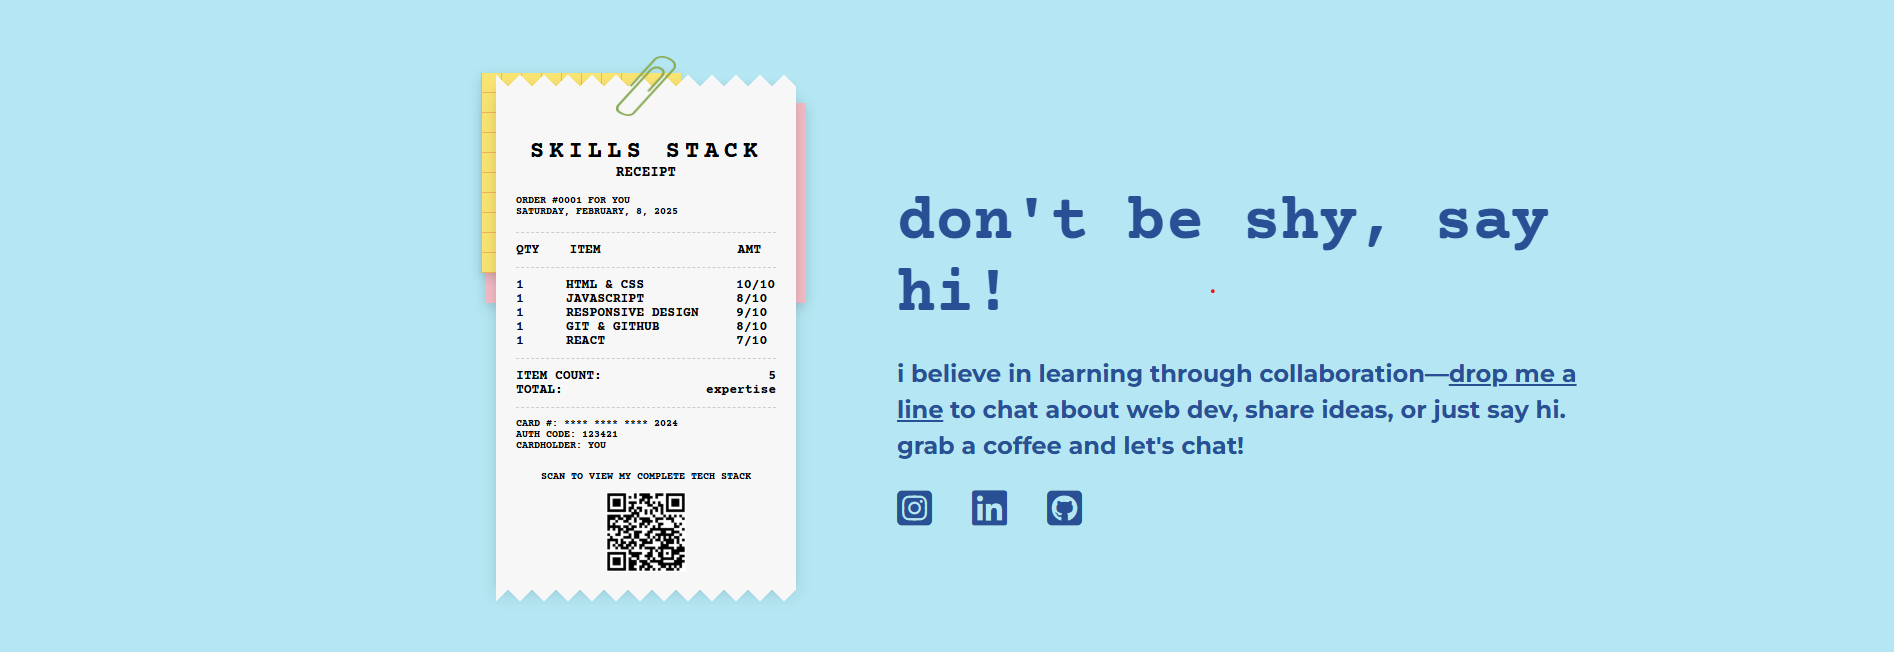 SKILLS STACK
RECEIPT
ORDER #0001 FOR YOU
SATURDAY, FEBRUARY, 8, 2025
QTY ITEM AMT
1 HTML & CSS 10/10
1 JAVASCRIPT 8/10
1 RESPONSIVE DESIGN 9/10
1 GIT & GITHUB 8/10
1 REACT 7/10
ITEM COUNT: 5
TOTAL: expertise
CARD #: **** **** **** 2024
AUTH CODE: 123421
CARDHOLDER: YOU
SCAN TO VIEW MY COMPLETE TECH STACK
don't be shy, say
hi!
i believe in learning through collaboration—drop me a
line to chat about web dev, share ideas, or just say hi.
grab a coffee and let's chat!
in